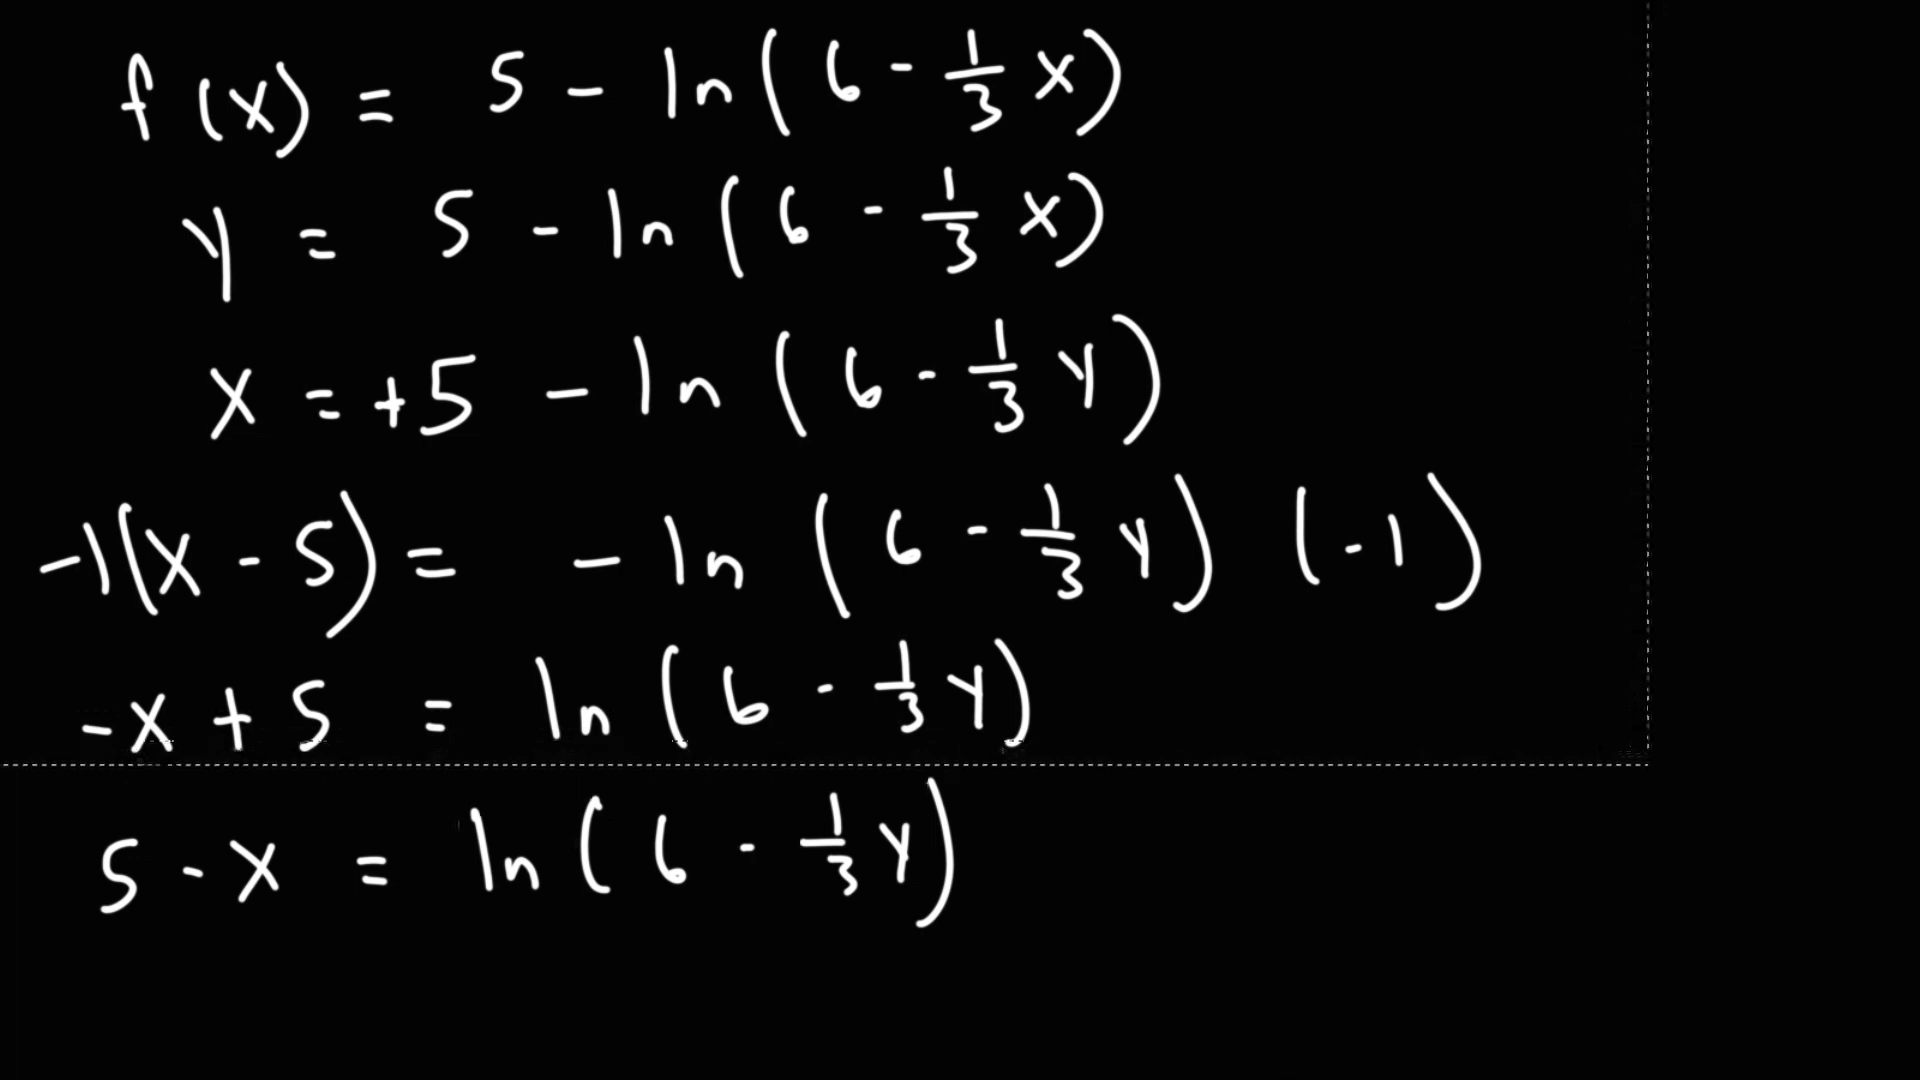 f(x) = 5 - ln(6 - 1/3 x)
y = 5 - ln(6 - 1/3 x)
x = +5 - ln(6 - 1/3 y)
-1(x - 5) = - ln(6 - 1/3 y) (-1)
-x + 5 = ln(6 - 1/3 y)
5 - x = ln(6 - 1/3 y)